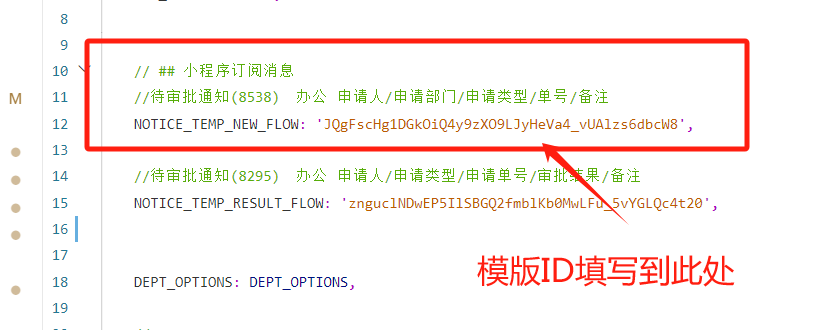 8
9
10 // ## 小程序订阅消息
M 11 //待审批通知(8538) 办公 申请人/申请部门/申请类型/单号/备注
12 NOTICE_TEMP_NEW_FLOW: 'JQgFscHg1DGkOiQ4y9zXO9LJyHeVa4_vUAlzs6dbcW8',
13
14 //待审批通知(8295) 办公 申请人/申请类型/申请单号/审批结果/备注
15 NOTICE_TEMP_RESULT_FLOW: 'znguclNDwEP5IlSBGQ2fmblKb0MwLFu_5vYGLQc4t20',
16
17
模版ID填写到此处
18 DEPT_OPTIONS: DEPT_OPTIONS,
19